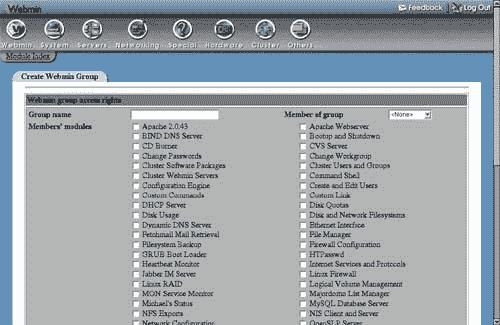 Webmin
Feedback Log Out
Webmin System Servers Networking Special Hardware Cluster Others
Module Index
Create Webmin Group
Webmin group access rights
Group name Member of group <None>
Members' modules Apache 2.0.43 Apache Webserver
BIND DNS Server Bootup and Shutdown
CD Burner CVS Server
Change Passwords Change Workgroup
Cluster Software Packages Cluster Users and Groups
Cluster Webmin Servers Command Shell
Configuration Engine Create and Edit Users
Custom Commands Custom Link
DHCP Server Disk Quotas
Disk Usage Disk and Network Filesystems
Dynamic DNS Server Ethernet Interface
Fetchmail Mail Retrieval File Manager
Filesystem Backup Firewall Configuration
GRUB Boot Loader HTPasswd
Heartbeat Monitor Internet Services and Protocols
Jabber IM Server Linux Firewall
Linux RAID Logical Volume Management
MON Service Monitor Majordomo List Manager
Michael's Status MySQL Database Server
NFS Exports NIS Client and Server
Network Configuration OpenSLP Server